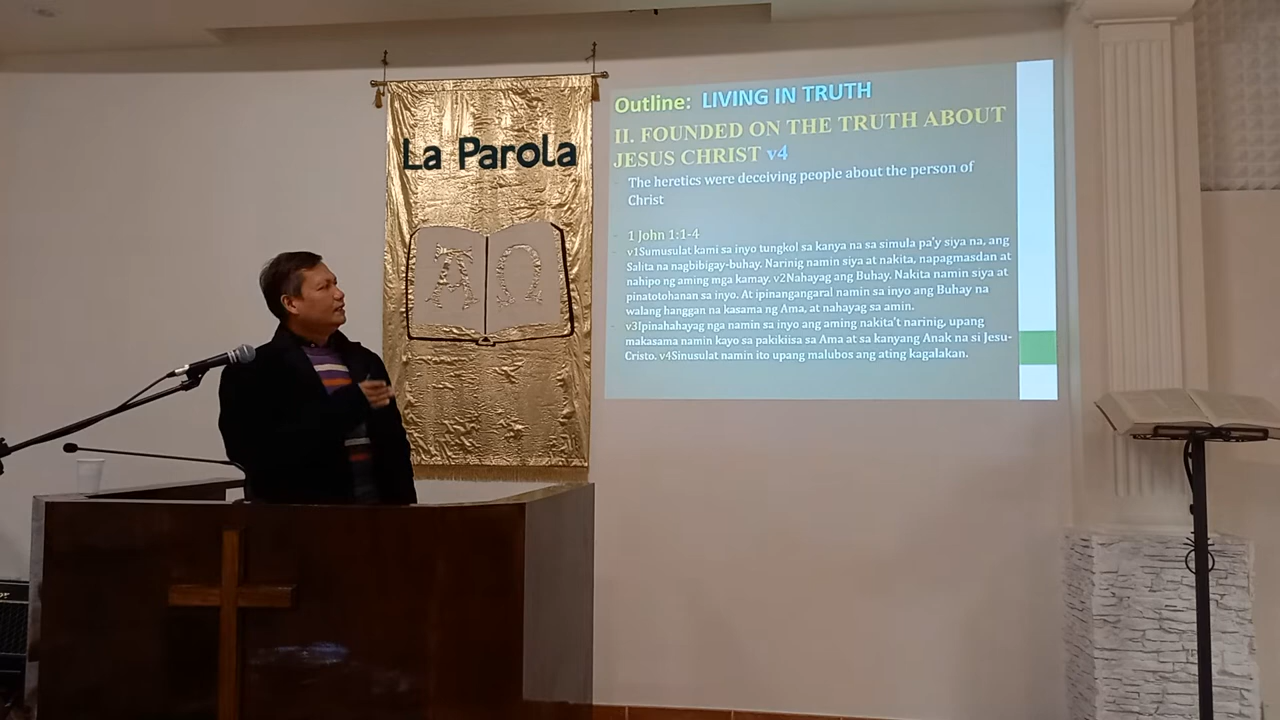 La Parola
Α Ω
Outline: LIVING IN TRUTH
II. FOUNDED ON THE TRUTH ABOUT
JESUS CHRIST v4
The heretics were deceiving people about the person of
Christ
1 John 1:1-4
v1Sumusulat kami sa inyo tungkol sa kanya na sa simula pa'y siya na, ang
Salita na nagbibigay-buhay. Narinig namin siya at nakita, napagmasdan at
nahipo ng aming mga kamay. v2Nahayag ang Buhay. Nakita namin siya at
pinatotohanan sa inyo. At ipinangangaral namin sa inyo ang Buhay na
walang hanggan na kasama ng Ama, at nahayag sa amin.
v3Ipinahahayag nga namin sa inyo ang aming nakita't narinig, upang
makasama namin kayo sa pakikiisa sa Ama at sa kanyang Anak na si Jesu-
Cristo. v4Sinusulat namin ito upang malubos ang ating kagalakan.